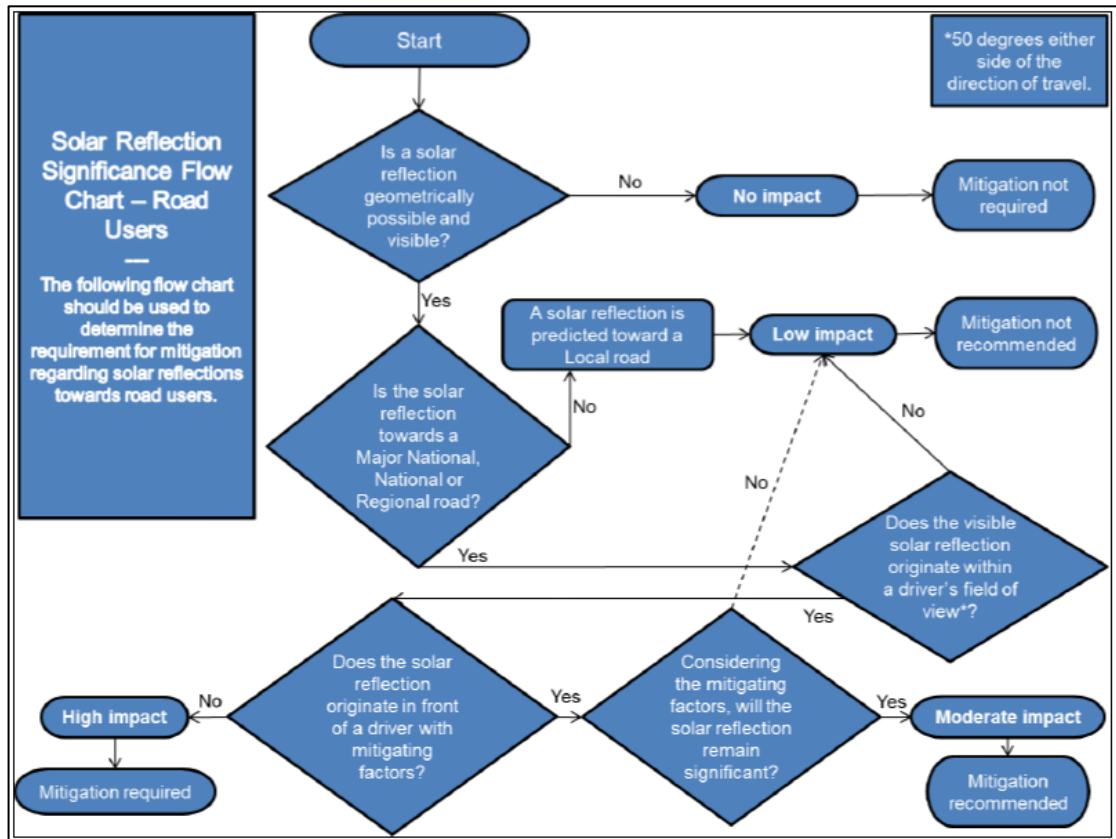 Solar Reflection
Significance Flow
Chart – Road
Users
---
The following flow chart
should be used to
determine the
requirement for mitigation
regarding solar reflections
towards road users.
Start
*50 degrees either
side of the
direction of travel.
Is a solar
reflection
geometrically
possible and
visible?
No
No impact
Mitigation not
required
Yes
A solar reflection is
predicted toward a
Local road
Low impact
Mitigation not
recommended
Is the solar
reflection
towards a
Major National,
National or
Regional road?
No
No
No
Yes
Does the visible
solar reflection
originate within
a driver's field of
view*?
Yes
Does the solar
reflection
originate in front
of a driver with
mitigating
factors?
No
High impact
Mitigation required
Yes
Considering
the mitigating
factors, will the
solar reflection
remain
significant?
Yes
Moderate impact
Mitigation
recommended